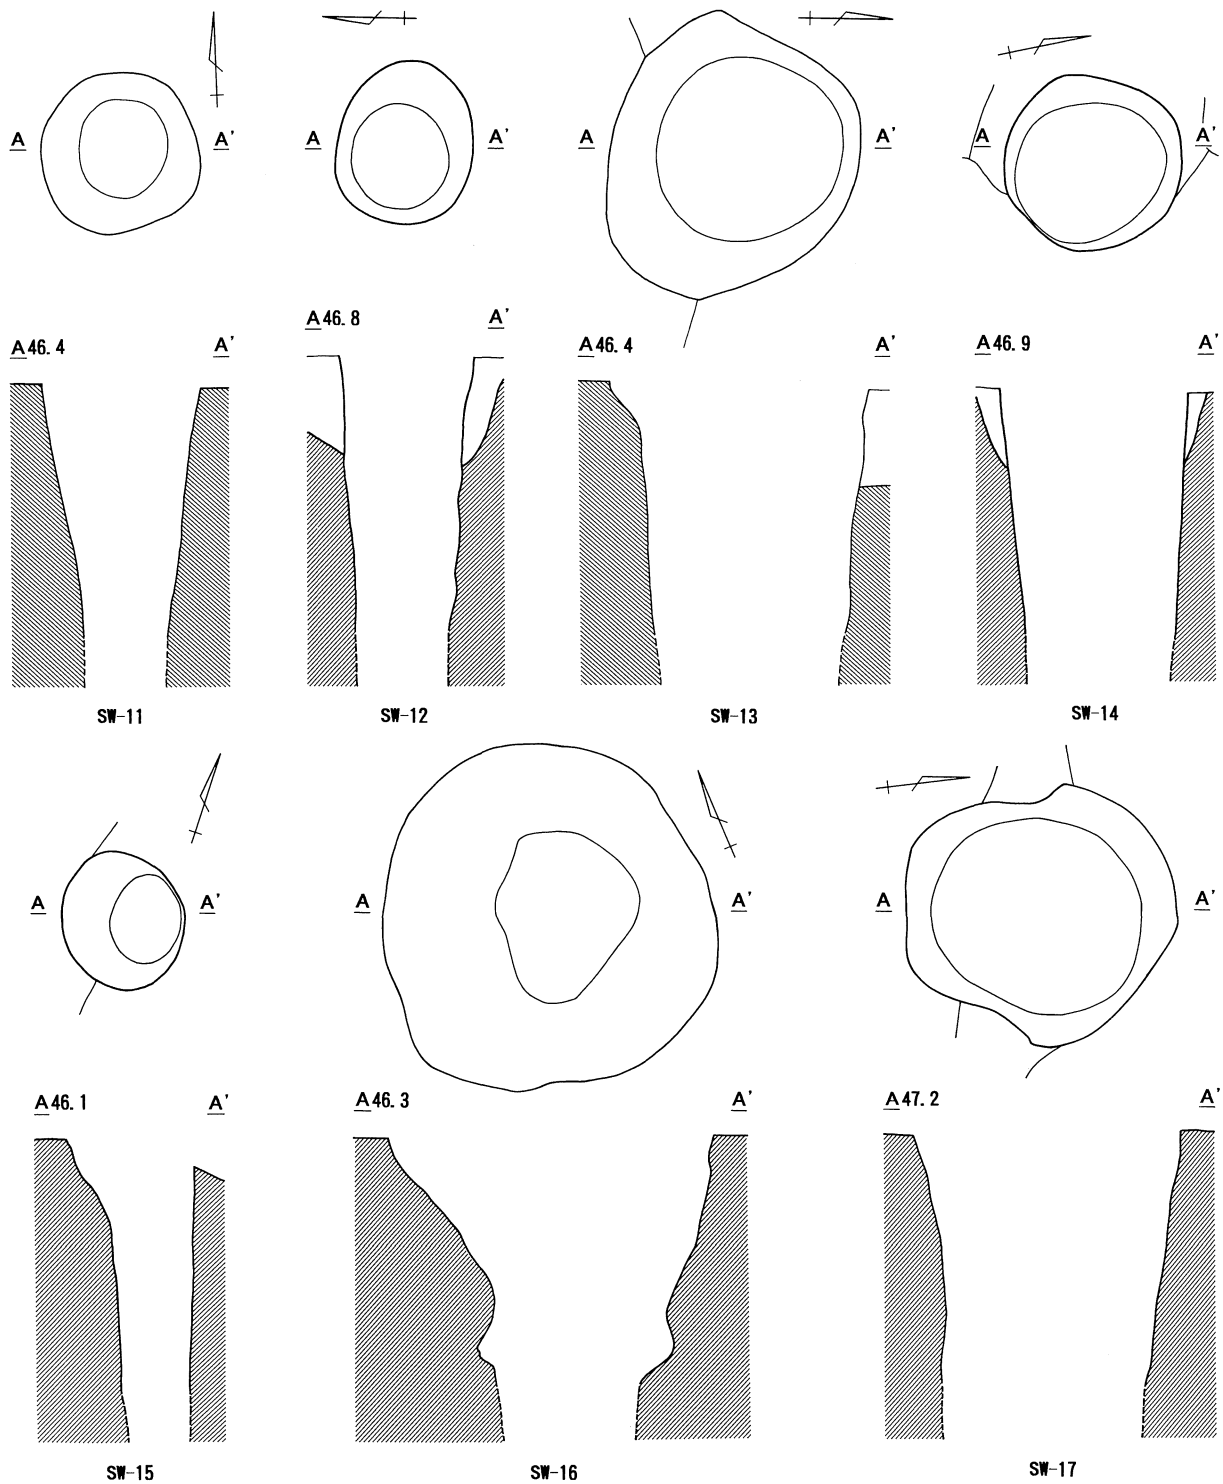 A A' A A' A A' A A'
A 46.4 A' A 46.8 A' A 46.4 A' A 46.9 A'
SW-11 SW-12 SW-13 SW-14
A A' A A' A A'
A 46.1 A' A 46.3 A' A 47.2 A'
SW-15 SW-16 SW-17